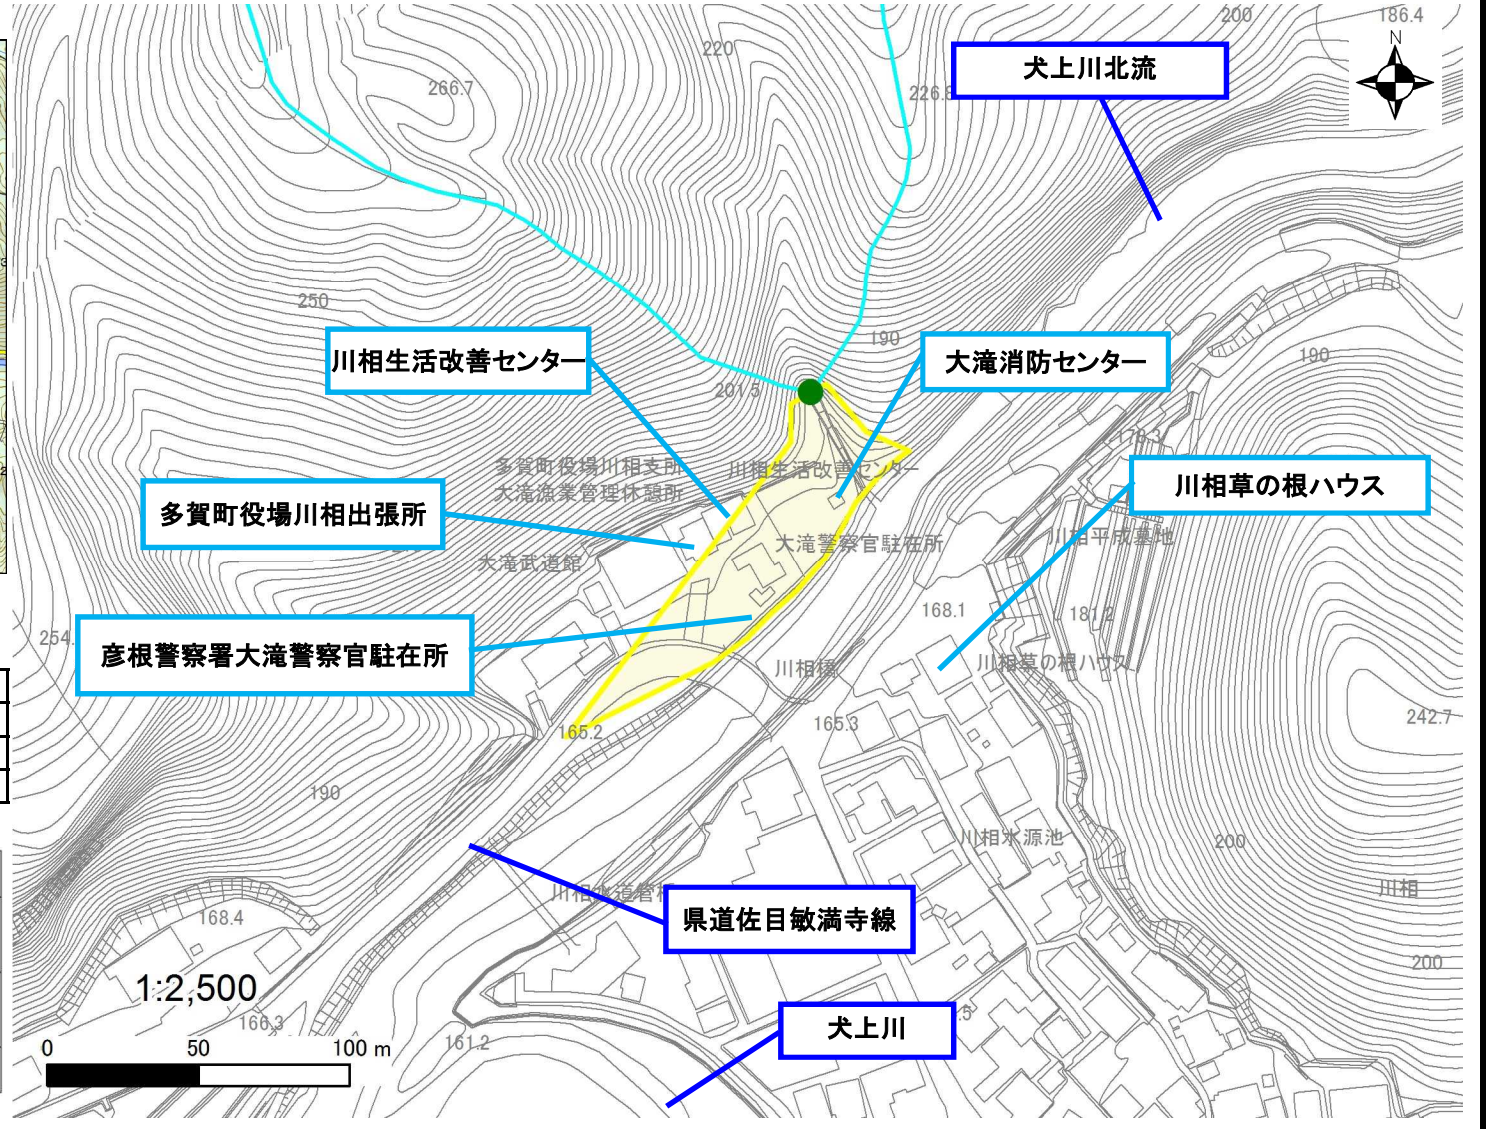 200
186.4
N
220
犬上川北流
266.7
226.8
250
川相生活改善センター
190
大滝消防センター
190
201.5
178.3
多賀町役場川相支所
川相生活改善センター
大滝漁業管理休憩所
川相草の根ハウス
多賀町役場川相出張所
川相平成墓地
大滝警察官駐在所
大滝武道館
168.1
181.2
254.
彦根警察署大滝警察官駐在所
川相橋
川相草の根ハウス
165.2
165.3
242.7
190
川相水源池
200
川相
川相水道管橋
168.4
県道佐目敏満寺線
200
1:2,500
166.3
犬上川
.5
161.2
0 50 100 m